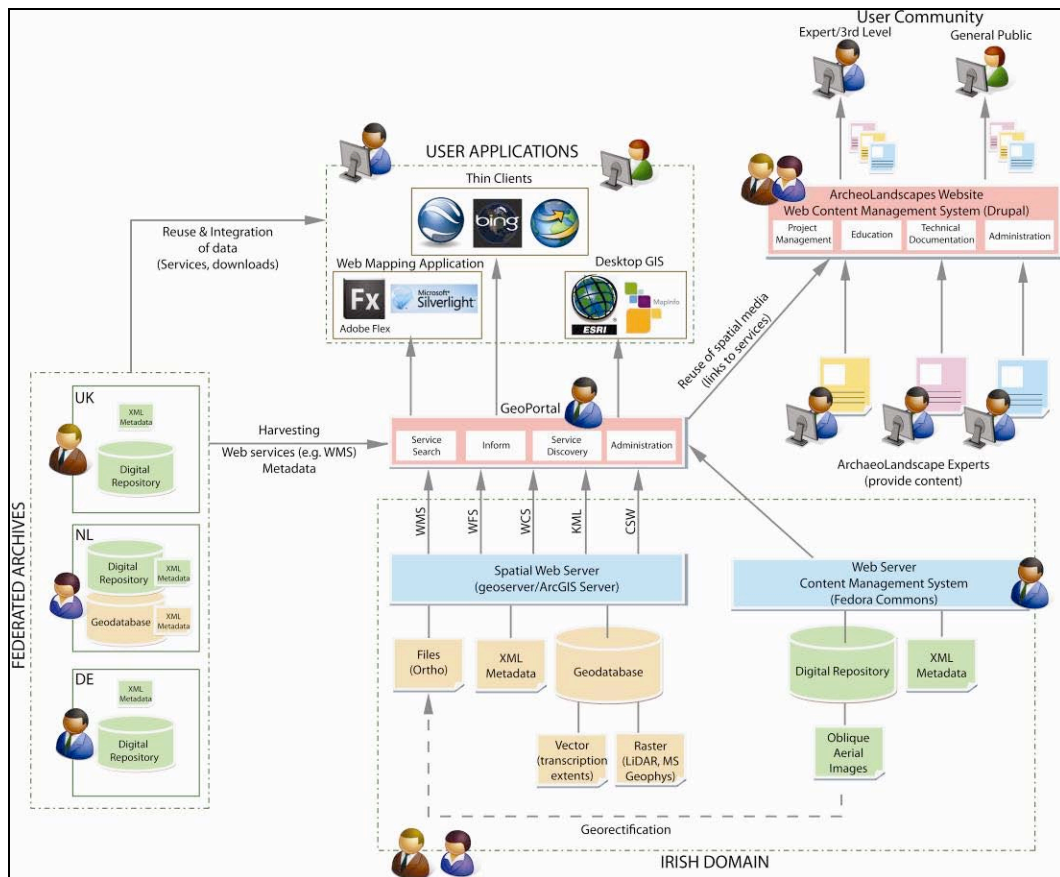 User Community
Expert/3rd Level
General Public
USER APPLICATIONS
Thin Clients
bing
Web Mapping Application
Fx
Adobe Flex
Microsoft®
Silverlight™
Desktop GIS
ESRI
MapInfo
Reuse & Integration
of data
(Services, downloads)
ArcheoLandscapes Website
Web Content Management System (Drupal)
Project
Management
Education
Technical
Documentation
Administration
Reuse of spatial media
(links to services)
ArchaeoLandscape Experts
(provide content)
FEDERATED ARCHIVES
UK
XML
Metadata
Digital
Repository
NL
Digital
Repository
XML
Metadata
Geodatabase
XML
Metadata
DE
XML
Metadata
Digital
Repository
Harvesting
Web services (e.g. WMS)
Metadata
GeoPortal
Service
Search
Inform
Service
Discovery
Administration
WMS
WFS
WCS
KML
CSW
Spatial Web Server
(geoserver/ArcGIS Server)
Web Server
Content Management System
(Fedora Commons)
Files
(Ortho)
XML
Metadata
Geodatabase
Digital Repository
XML
Metadata
Vector
(transcription
extents)
Raster
(LiDAR, MS
Geophys)
Oblique
Aerial
Images
Georectification
IRISH DOMAIN